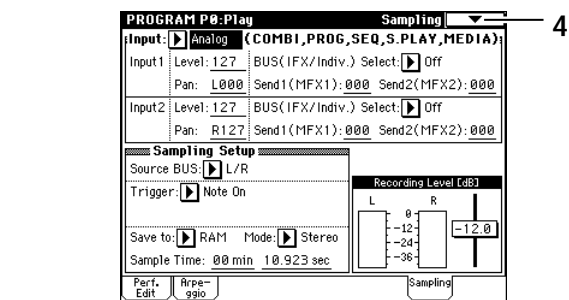 PROGRAM P0:Play Sampling
4
Input: Analog (COMBI,PROG,SEQ,S.PLAY,MEDIA)
Input1 Level: 127 BUS(IFX/Indiv.) Select: Off
Pan: L000 Send1(MFX1): 000 Send2(MFX2): 000
Input2 Level: 127 BUS(IFX/Indiv.) Select: Off
Pan: R127 Send1(MFX1): 000 Send2(MFX2): 000
Sampling Setup
Source BUS: L/R
Trigger: Note On
Save to: RAM Mode: Stereo
Sample Time: 00 min 10.923 sec
Recording Level [dB]
L R
0
-12
-24
-36
-12.0
Perf. Edit
Arpe-ggio
Sampling